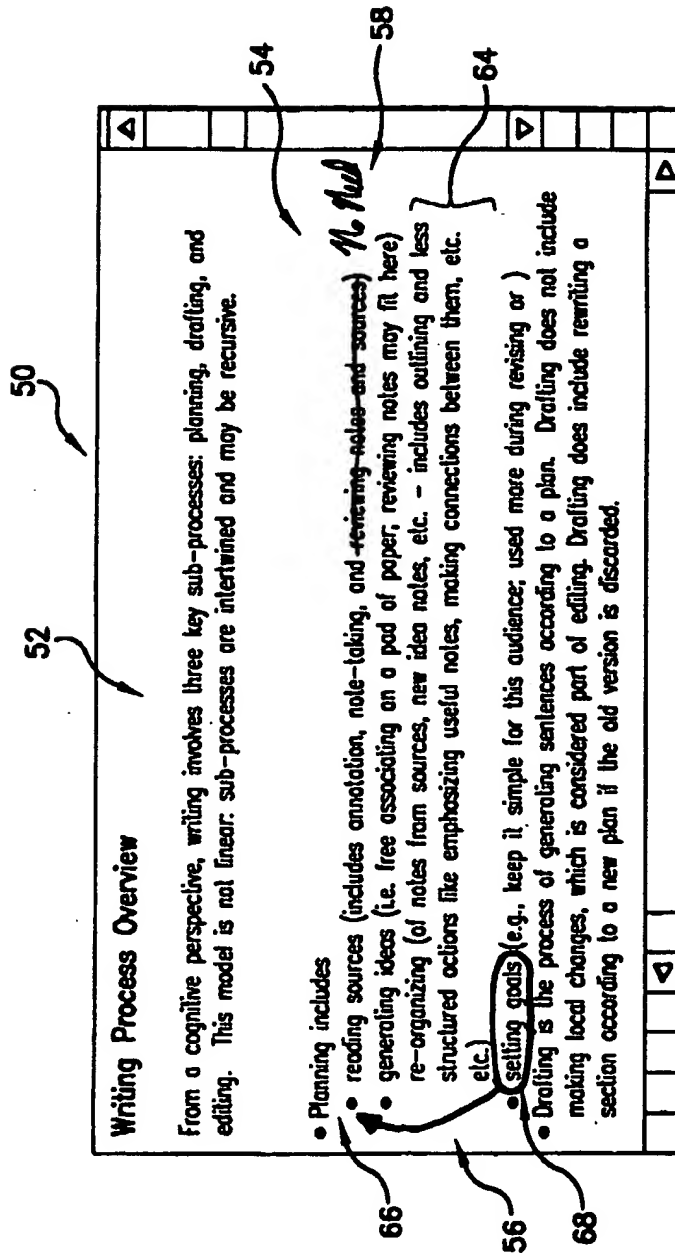 50
52
54
58
64
Writing Process Overview
From a cognitive perspective, writing involves three key sub-processes: planning, drafting, and
editing. This model is not linear: sub-processes are intertwined and may be recursive.
• Planning includes
• reading sources (includes annotation, note-taking, and reviewing notes and sources) No Need
• generating ideas (i.e. free associating on a pad of paper; reviewing notes may fit here)
re-organizing (of notes from sources, new idea notes, etc. - includes outlining and less
structured actions like emphasizing useful notes, making connections between them, etc.
etc.)
• setting goals (e.g., keep it simple for this audience; used more during revising or )
• Drafting is the process of generating sentences according to a plan. Drafting does not include
making local changes, which is considered part of editing. Drafting does include rewriting a
section according to a new plan if the old version is discarded.
66
56
68